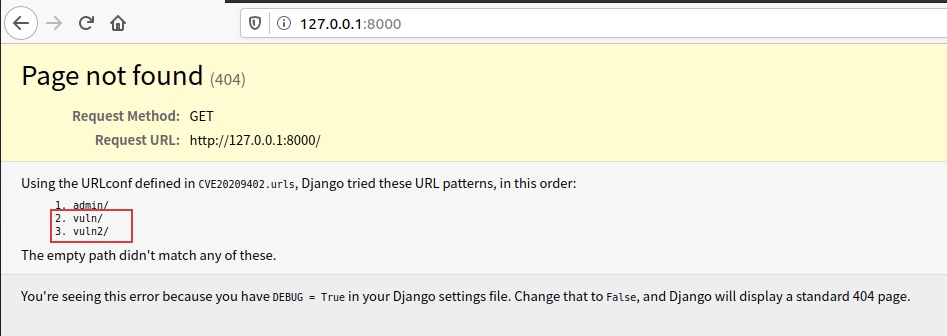 127.0.0.1:8000
Page not found (404)
Request Method: GET
Request URL: http://127.0.0.1:8000/
Using the URLconf defined in CVE20209402.urls, Django tried these URL patterns, in this order:
1. admin/
2. vuln/
3. vuln2/
The empty path didn't match any of these.
You're seeing this error because you have DEBUG = True in your Django settings file. Change that to False, and Django will display a standard 404 page.